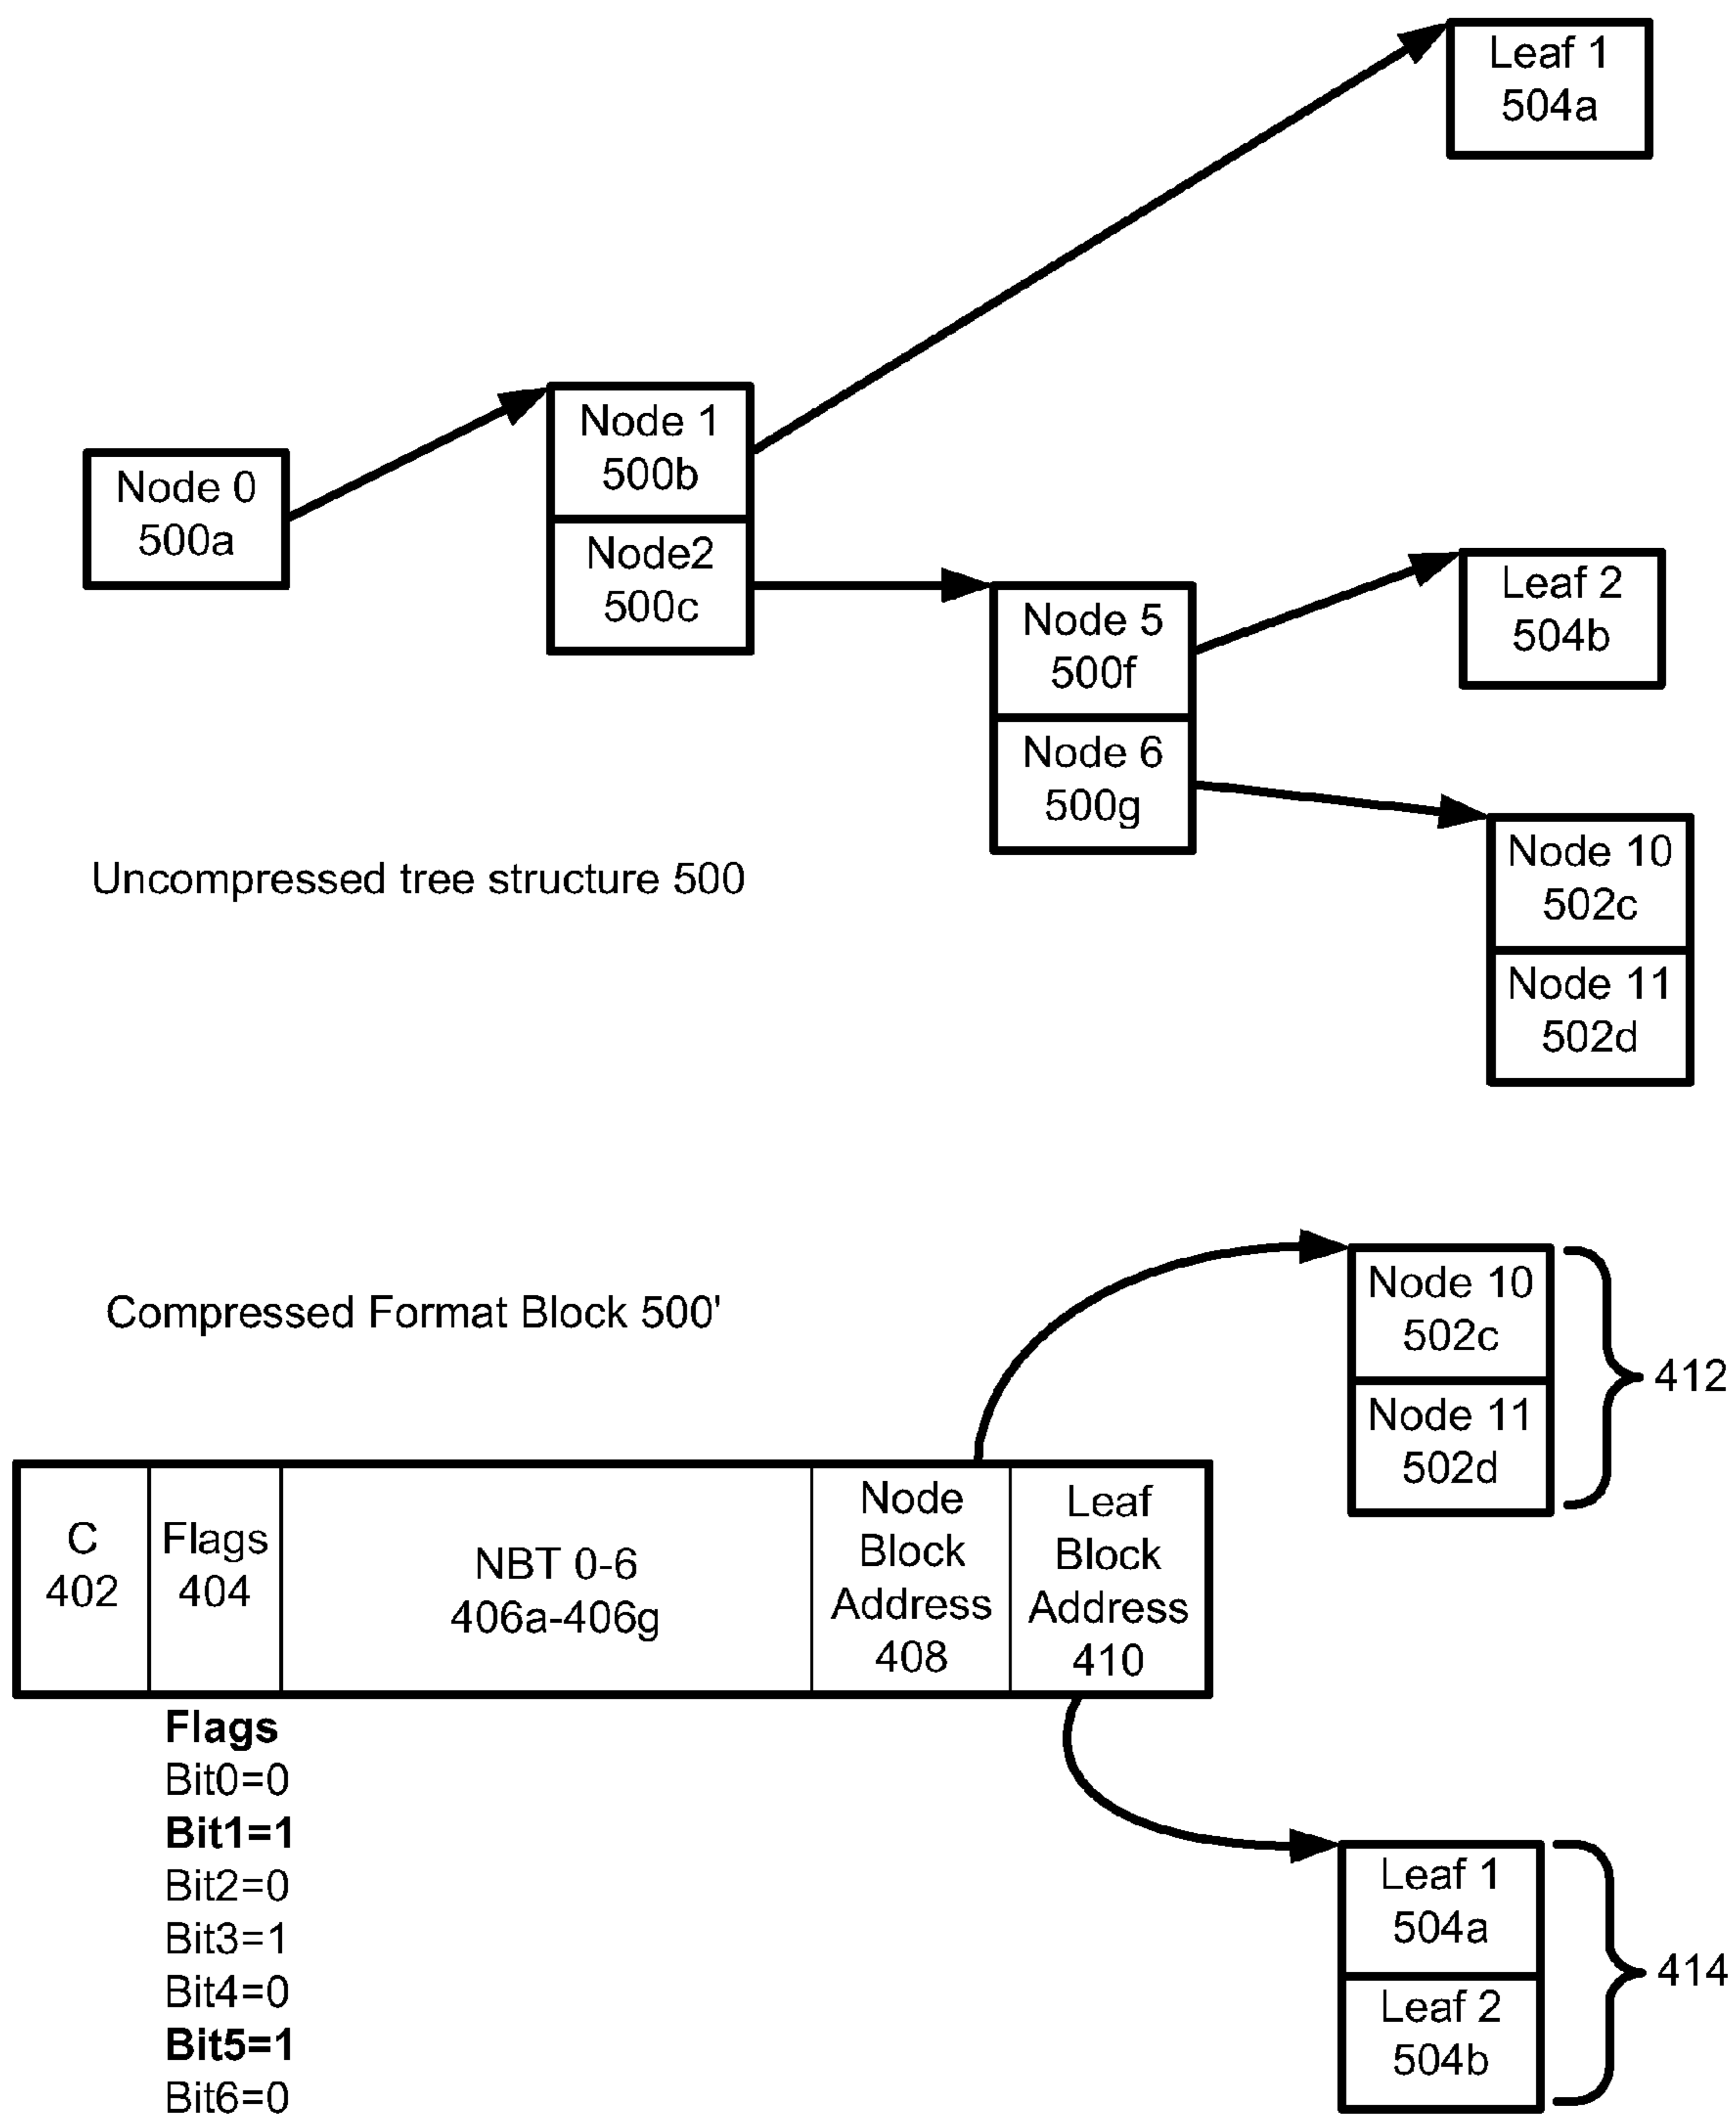 Leaf 1
504a
Node 1
500b
Node 0
500a
Node2
500c
Leaf 2
504b
Node 5
500f
Node 6
500g
Uncompressed tree structure 500
Node 10
502c
Node 11
502d
Compressed Format Block 500'
Node 10
502c
412
Node 11
502d
C
402
Flags
404
NBT 0-6
406a-406g
Node
Block
Address
408
Leaf
Block
Address
410
Flags
Bit0=0
Bit1=1
Bit2=0
Bit3=1
Bit4=0
Bit5=1
Bit6=0
Leaf 1
504a
414
Leaf 2
504b